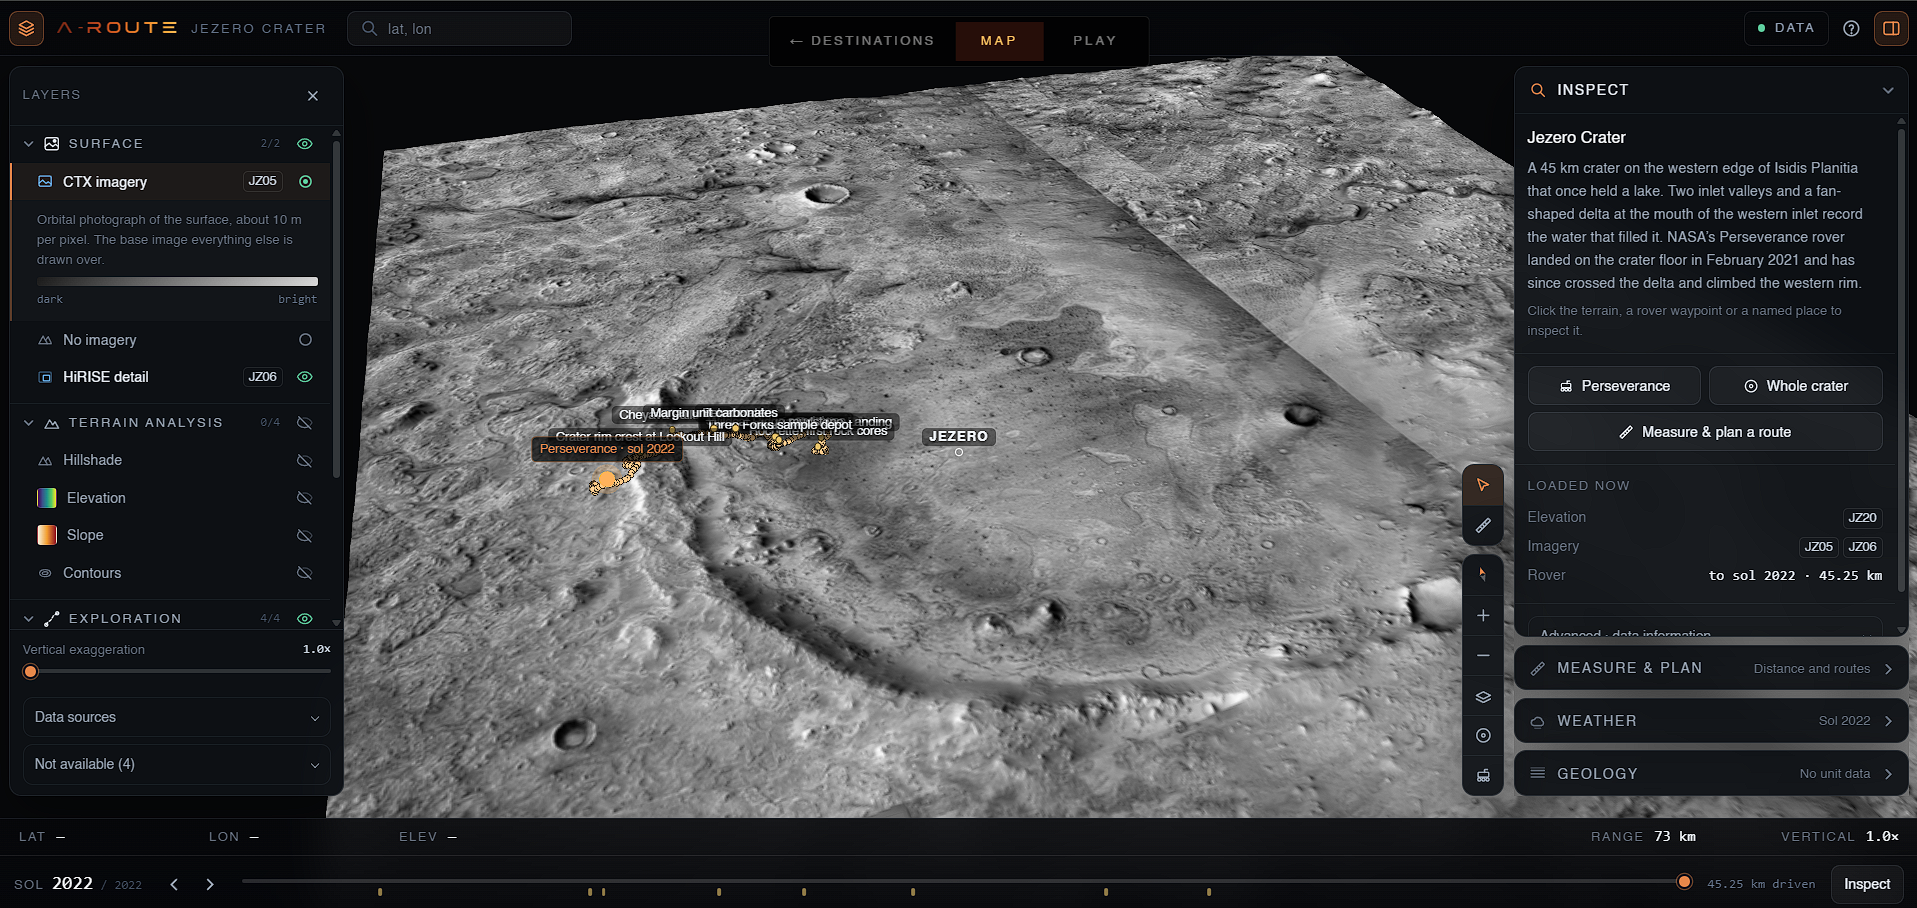 Λ-ROUTE JEZERO CRATER
lat, lon
← DESTINATIONS MAP PLAY
DATA
LAYERS
SURFACE 2/2
CTX imagery JZ05
Orbital photograph of the surface, about 10 m
per pixel. The base image everything else is
drawn over.
dark bright
No imagery
HiRISE detail JZ06
TERRAIN ANALYSIS 0/4
Hillshade
Elevation
Slope
Contours
EXPLORATION 4/4
Vertical exaggeration 1.0x
Data sources
Not available (4)
Margin unit carbonates
Three Forks sample depot
cores
Crater rim crest at Lookout Hill
Perseverance · sol 2022
JEZERO
INSPECT
Jezero Crater
A 45 km crater on the western edge of Isidis Planitia
that once held a lake. Two inlet valleys and a fan-
shaped delta at the mouth of the western inlet record
the water that filled it. NASA's Perseverance rover
landed on the crater floor in February 2021 and has
since crossed the delta and climbed the western rim.
Click the terrain, a rover waypoint or a named place to
inspect it.
Perseverance Whole crater
Measure & plan a route
LOADED NOW
Elevation JZ20
Imagery JZ05 JZ06
Rover to sol 2022 · 45.25 km
Advanced · data information
MEASURE & PLAN Distance and routes
WEATHER Sol 2022
GEOLOGY No unit data
LAT — LON — ELEV — RANGE 73 km VERTICAL 1.0x
SOL 2022 / 2022 45.25 km driven Inspect